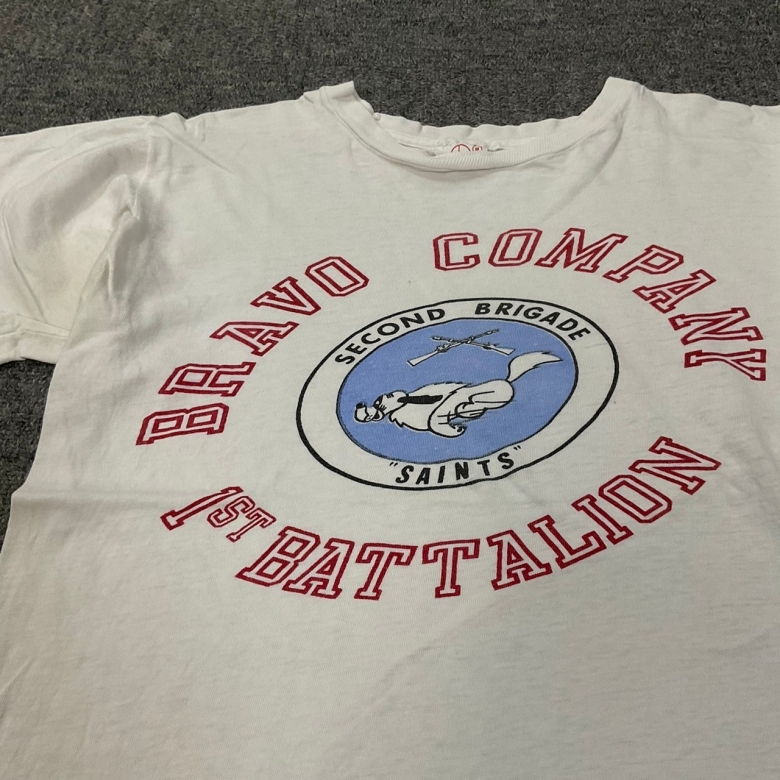 BRAVO COMPANY
SECOND BRIGADE
"SAINTS"
1ST BATTALION